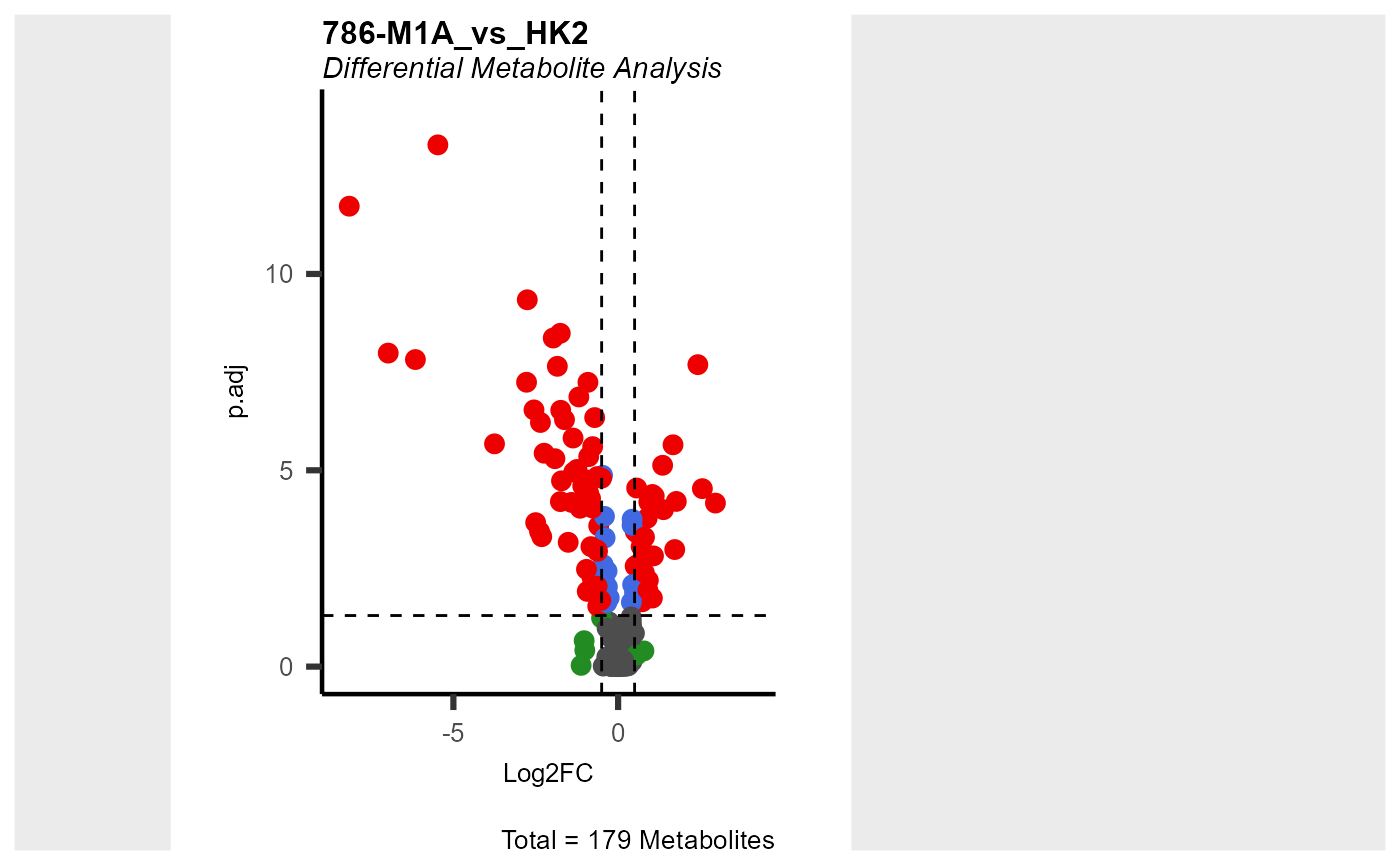 786-M1A_vs_HK2
Differential Metabolite Analysis
10
5
0
p.adj
-5 0
Log2FC
Total = 179 Metabolites